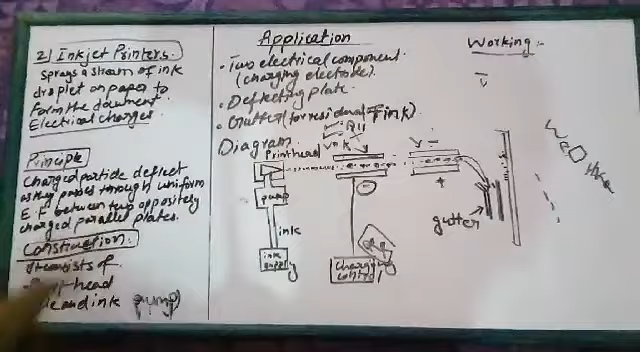 2) Inkjet Printers:
Sprays a stream of ink
droplet on paper to
form the document.
Electrical charges.
Principle
Charged particle deflect
as it passes through uniform
E.F between two oppositely
charged parallel plates.
Construction:
It consists of
head
and ink pump)
Application
• Two electrical component
(charging electrode).
• Deflecting plate.
• Gutter (for residual ink)
Diagram
Printhead
pump
ink
ink supply
Charging
gutter
- +
Working:-